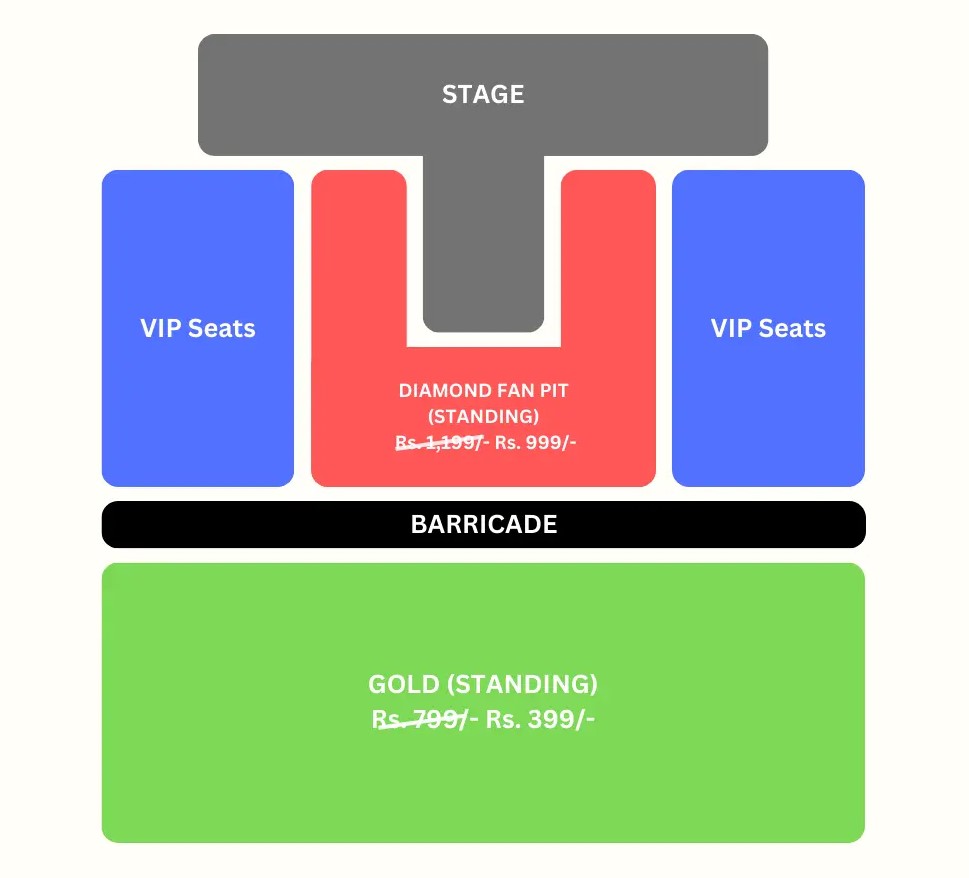 STAGE
VIP Seats
VIP Seats
DIAMOND FAN PIT
(STANDING)
Rs. 1,199/- Rs. 999/-
BARRICADE
GOLD (STANDING)
Rs. 799/- Rs. 399/-